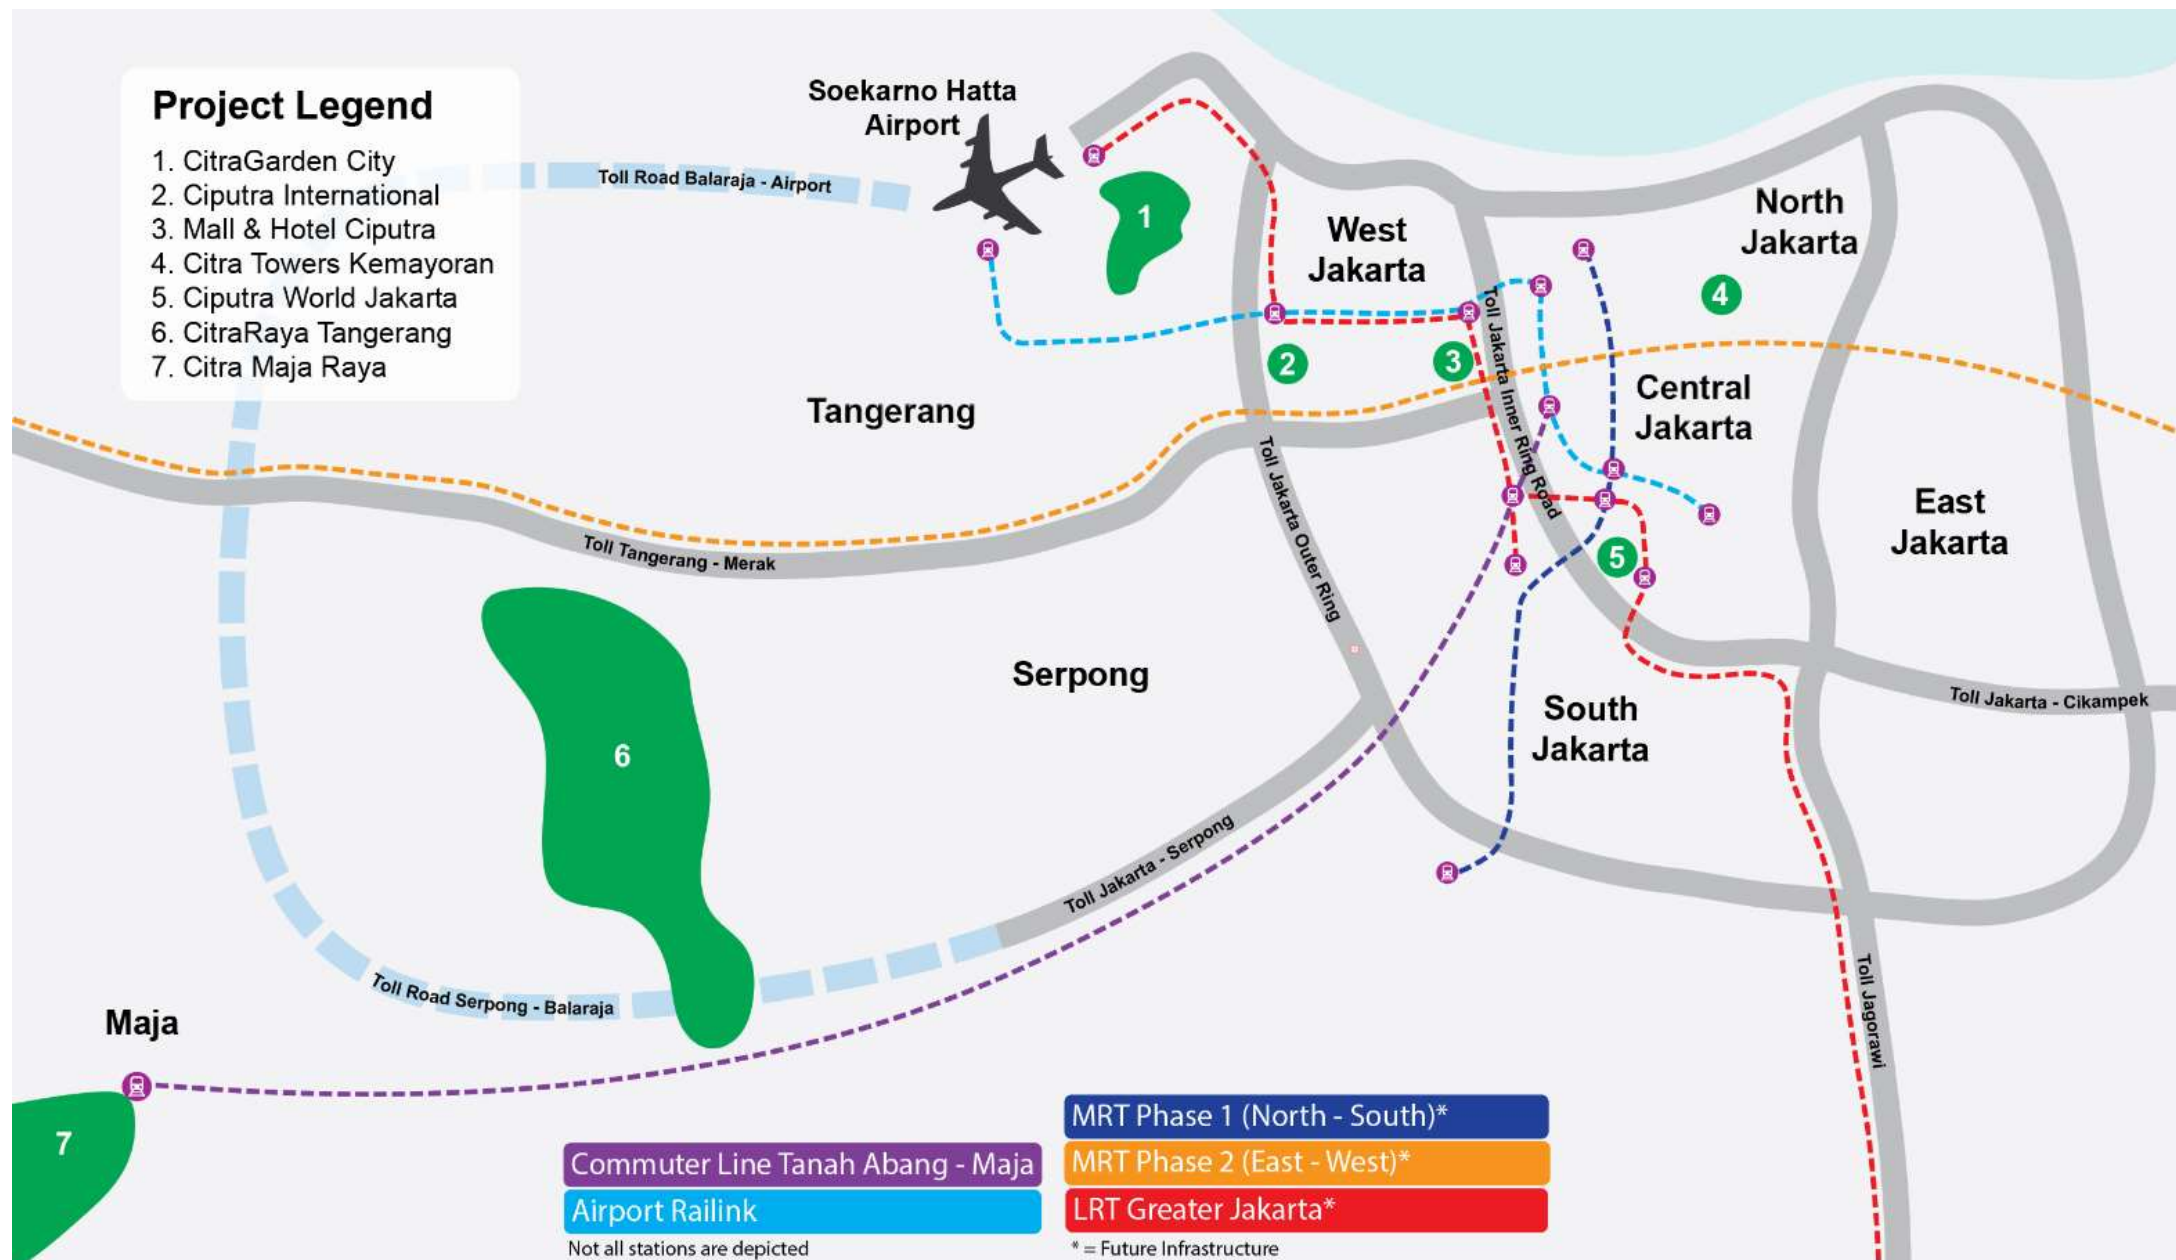 Project Legend
1. CitraGarden City
2. Ciputra International
3. Mall & Hotel Ciputra
4. Citra Towers Kemayoran
5. Ciputra World Jakarta
6. CitraRaya Tangerang
7. Citra Maja Raya
Soekarno Hatta
Airport
Toll Road Balaraja - Airport
1
West
Jakarta
North
Jakarta
4
2
3
Toll Jakarta Inner Ring Road
Central
Jakarta
Tangerang
Toll Jakarta Outer Ring
East
Jakarta
Toll Tangerang - Merak
5
Serpong
6
South
Jakarta
Toll Jakarta - Cikampek
Toll Jakarta - Serpong
Toll Road Serpong - Balaraja
Toll Jagorawi
Maja
7
Commuter Line Tanah Abang - Maja
Airport Railink
Not all stations are depicted
MRT Phase 1 (North - South)*
MRT Phase 2 (East - West)*
LRT Greater Jakarta*
* = Future Infrastructure